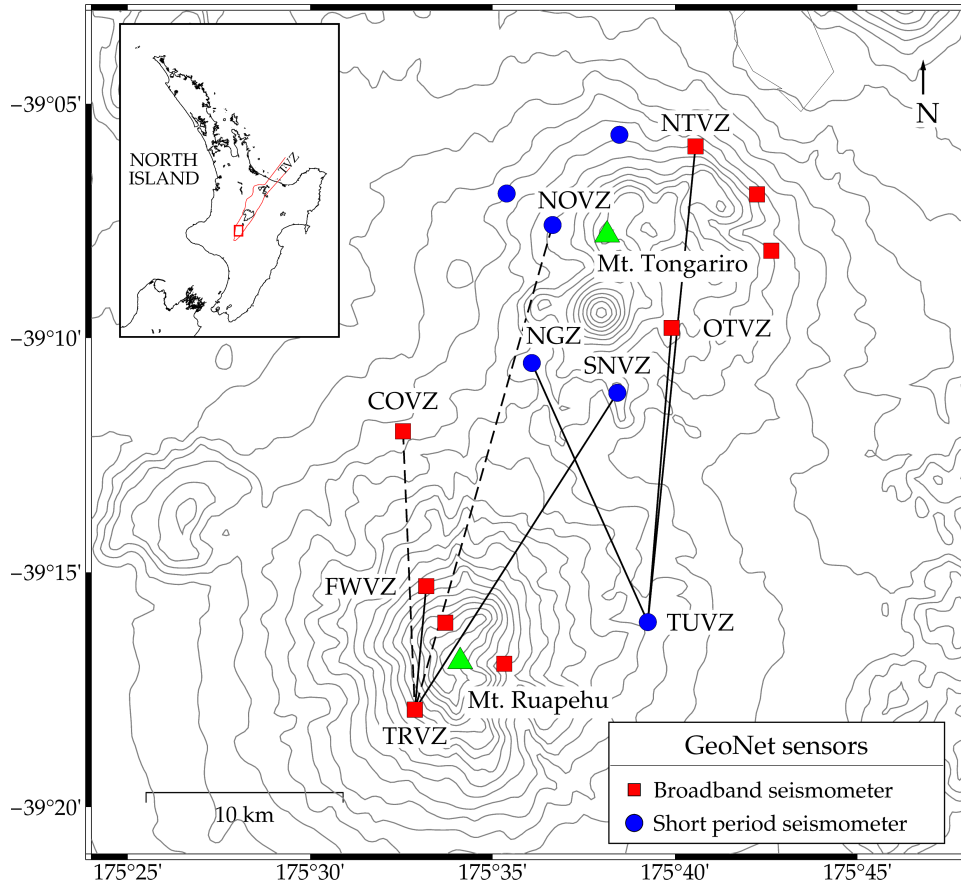 NORTH
ISLAND
TVZ
N
−39°05'
−39°10'
−39°15'
−39°20'
NTVZ
NOVZ
Mt. Tongariro
NGZ
OTVZ
SNVZ
COVZ
FWVZ
TUVZ
Mt. Ruapehu
TRVZ
10 km
GeoNet sensors
Broadband seismometer
Short period seismometer
175°25'
175°30'
175°35'
175°40'
175°45'